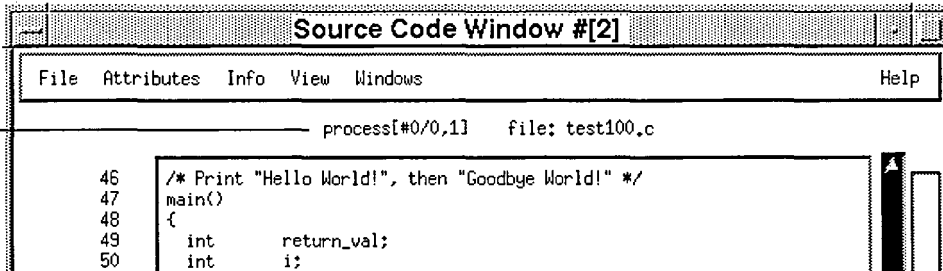 Source Code Window #[2]
File Attributes Info View Windows Help
process[#0/0,1] file: test100.c
46 /* Print "Hello World!", then "Goodbye World!" */
47 main()
48 {
49 int return_val;
50 int i;